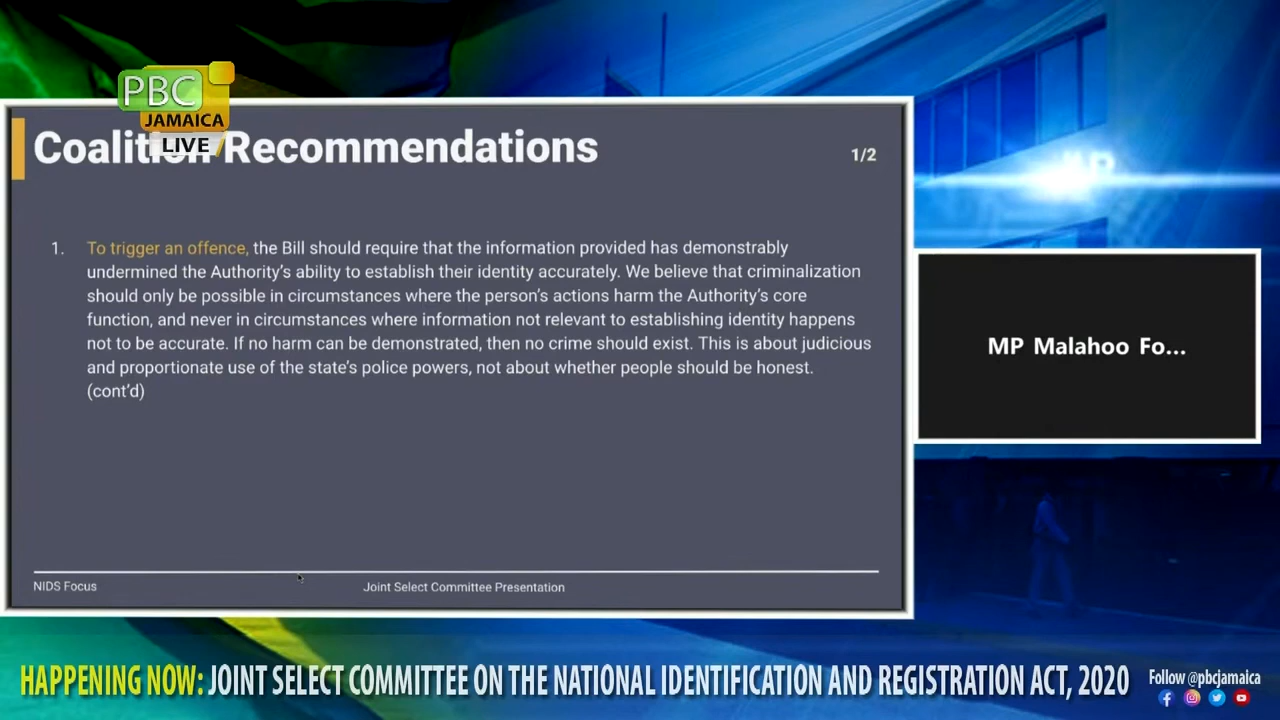 PBC
JAMAICA
LIVE
Coalition Recommendations
1/2
1. To trigger an offence, the Bill should require that the information provided has demonstrably
undermined the Authority's ability to establish their identity accurately. We believe that criminalization
should only be possible in circumstances where the person's actions harm the Authority's core
function, and never in circumstances where information not relevant to establishing identity happens
not to be accurate. If no harm can be demonstrated, then no crime should exist. This is about judicious
and proportionate use of the state's police powers, not about whether people should be honest.
(cont'd)
NIDS Focus
Joint Select Committee Presentation
MP Malahoo Fo...
HAPPENING NOW: JOINT SELECT COMMITTEE ON THE NATIONAL IDENTIFICATION AND REGISTRATION ACT, 2020
Follow @pbcjamaica